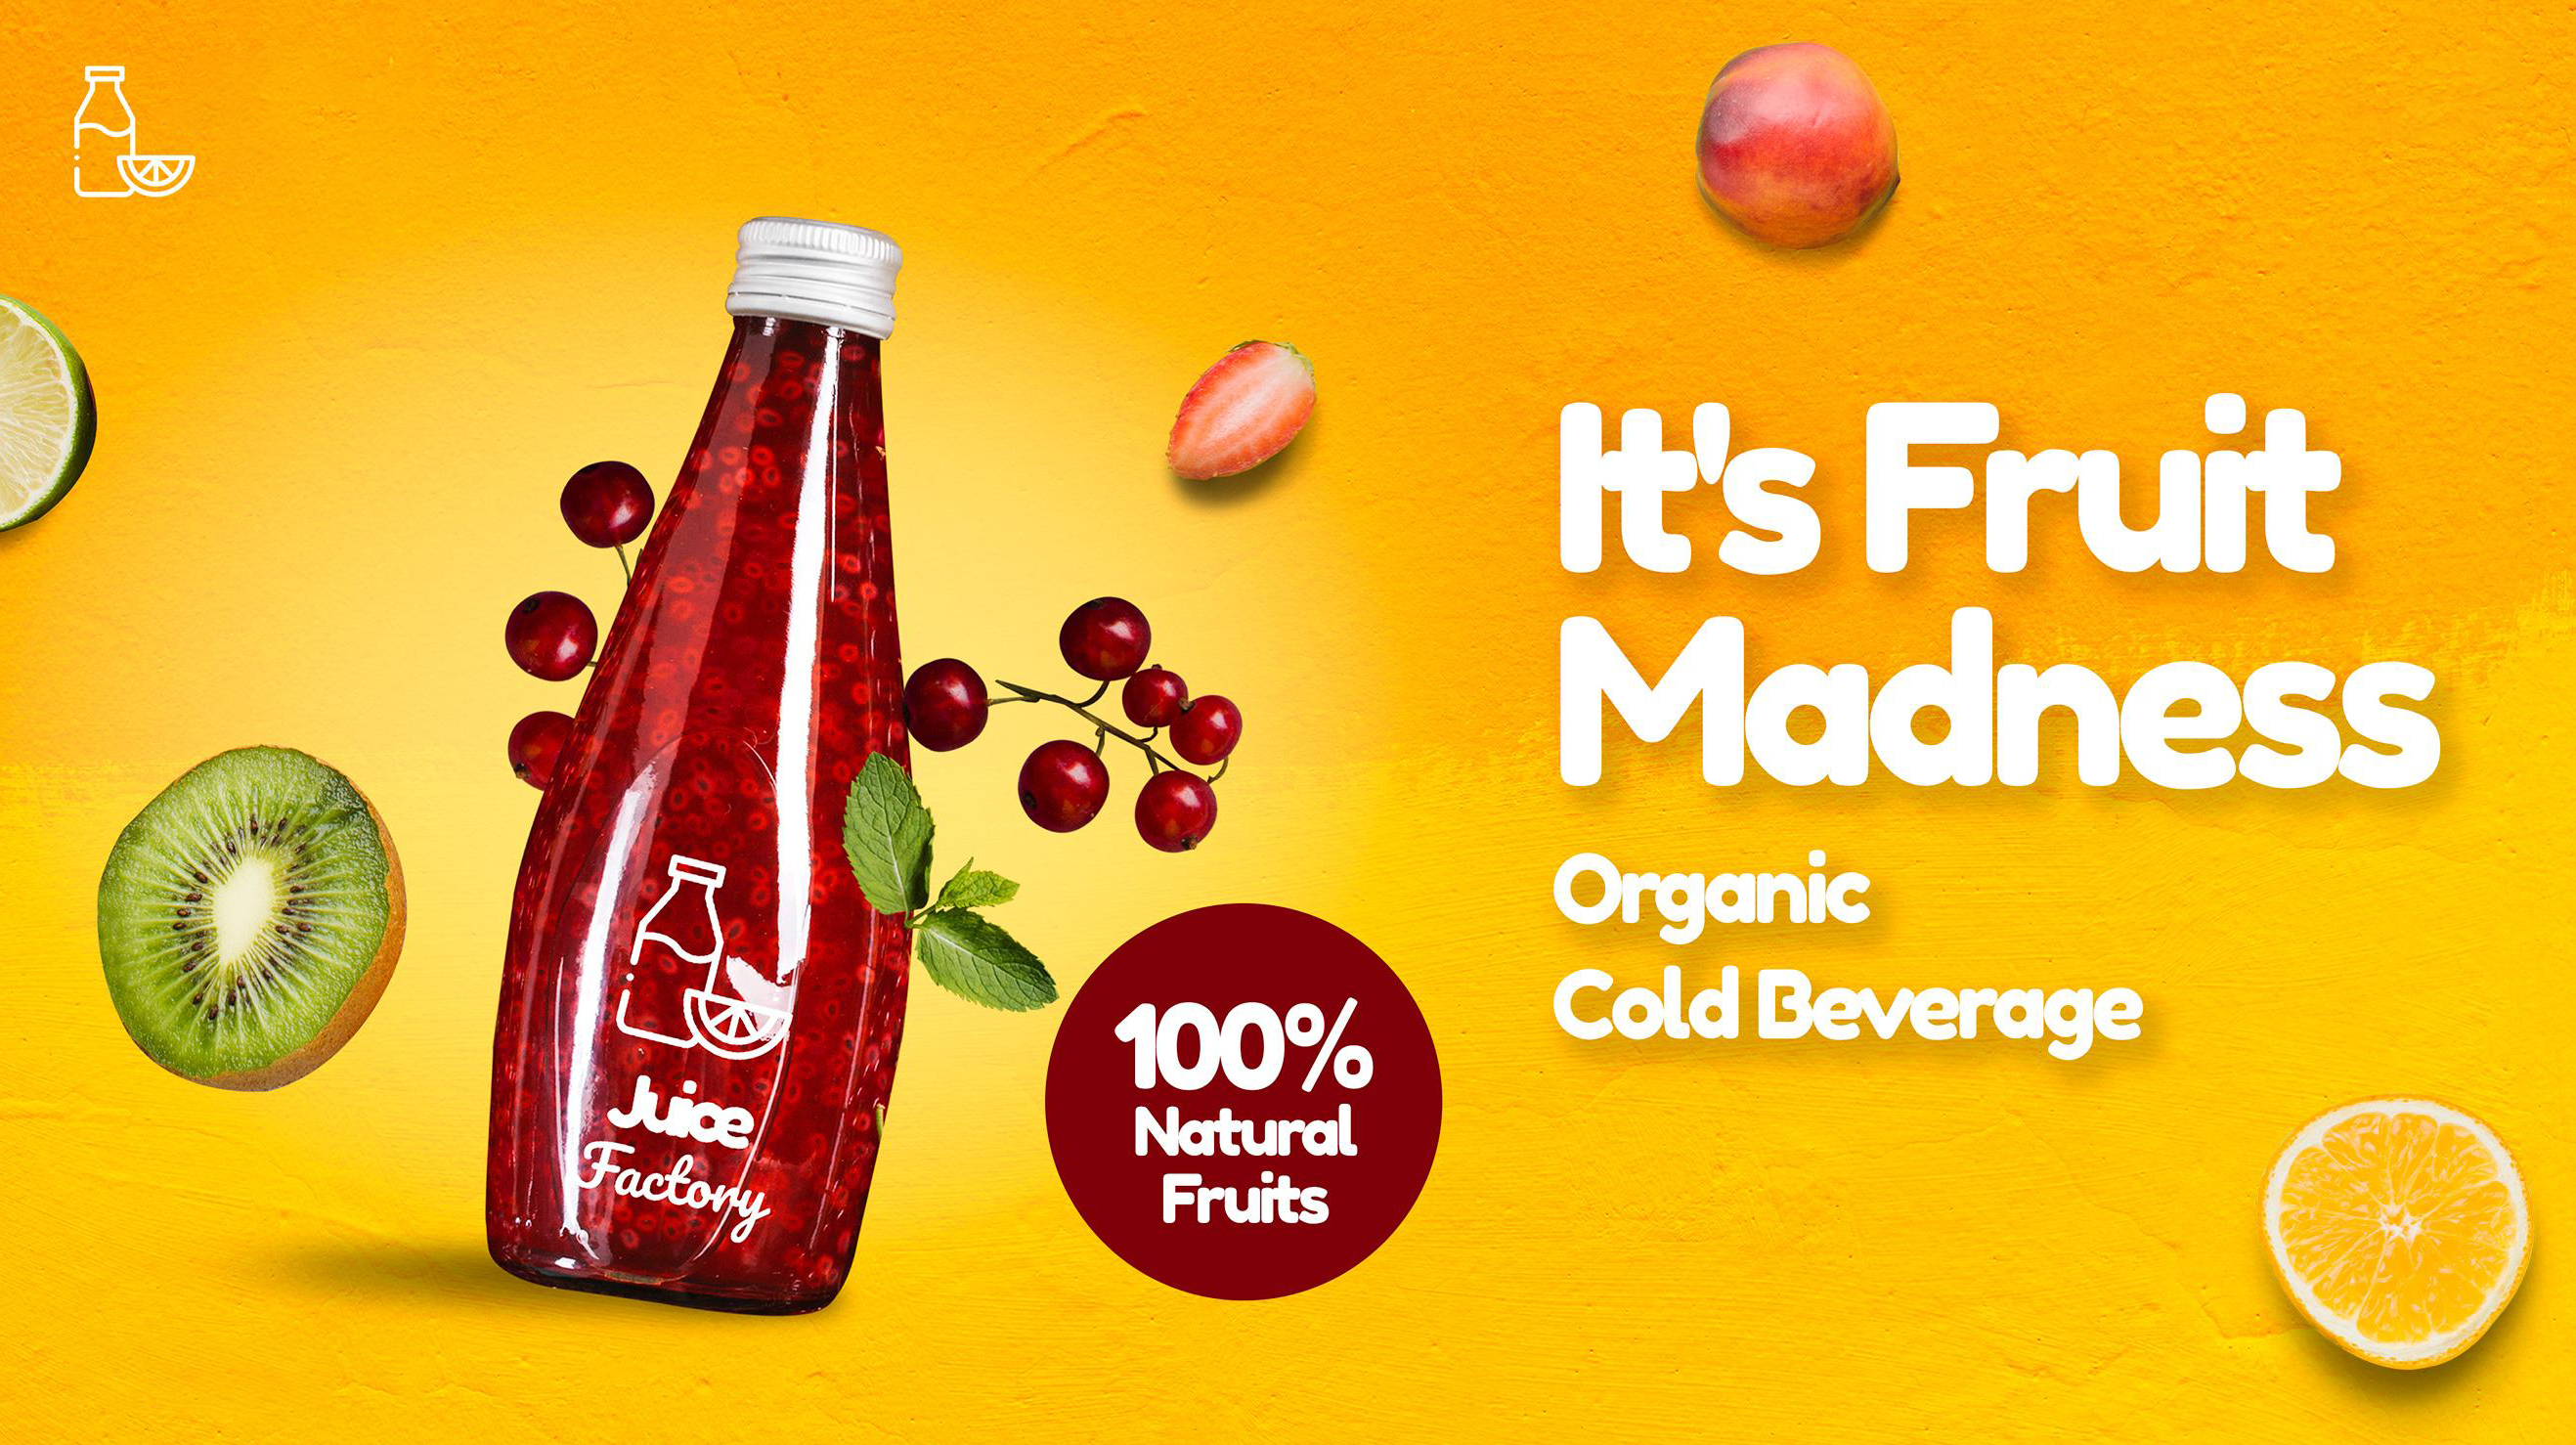 It's Fruit
Madness
Organic
Cold Beverage
100%
Natural
Fruits
Juice
Factory